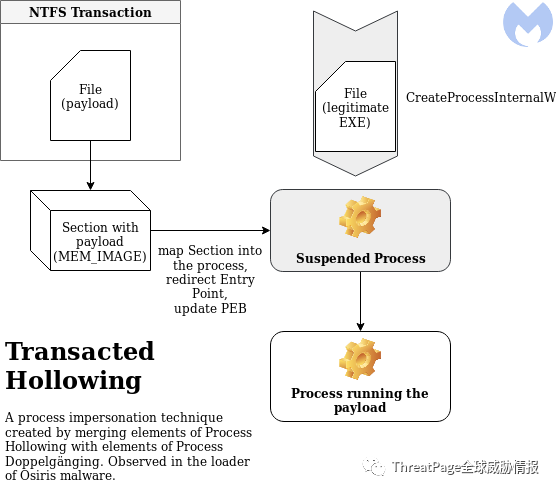 NTFS Transaction
File
(payload)
File
(legitimate
EXE)
CreateProcessInternalW
Section with
payload
(MEM_IMAGE)
map Section into
the process,
redirect Entry
Point,
update PEB
Suspended Process
Process running the
payload
Transacted
Hollowing
A process impersonation technique
created by merging elements of Process
Hollowing with elements of Process
Doppelgänging. Observed in the loader
of Osiris malware.
ThreatPage全球威胁情报